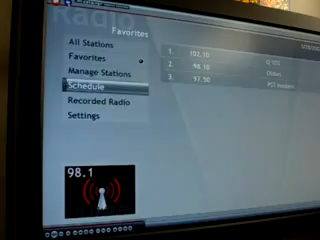 Radio
Favorites
All Stations
Favorites
Manage Stations
Schedule
Recorded Radio
Settings
1. 102.10
2. 98.10
3. 97.50
98.1